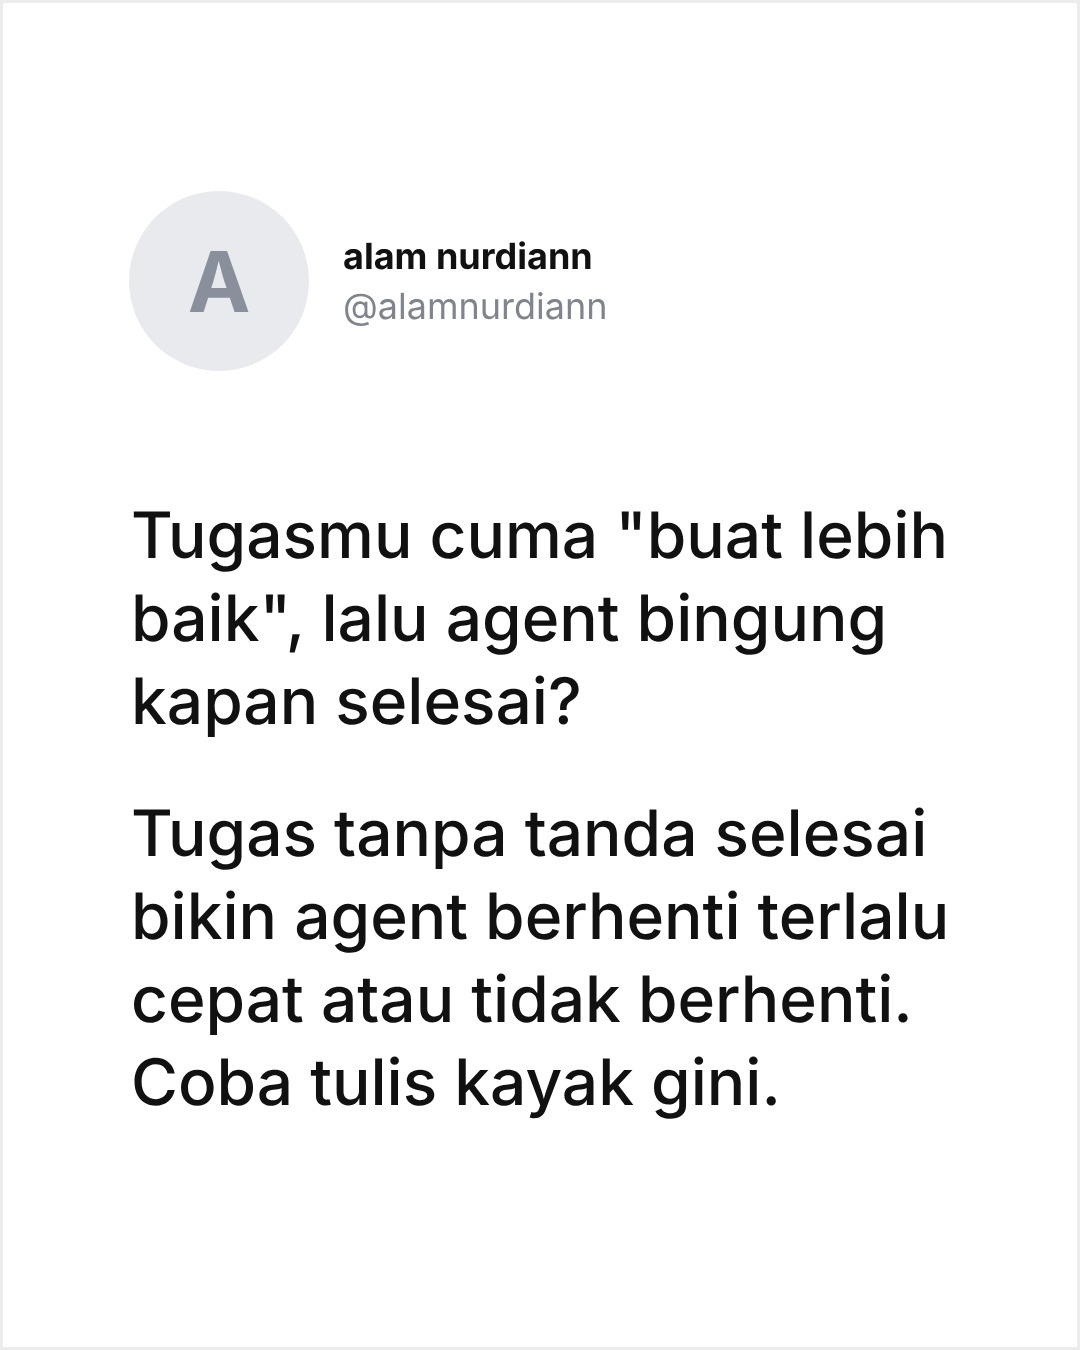 A
alam nurdiann
@alamnurdiann
Tugasmu cuma "buat lebih
baik", lalu agent bingung
kapan selesai?
Tugas tanpa tanda selesai
bikin agent berhenti terlalu
cepat atau tidak berhenti.
Coba tulis kayak gini.